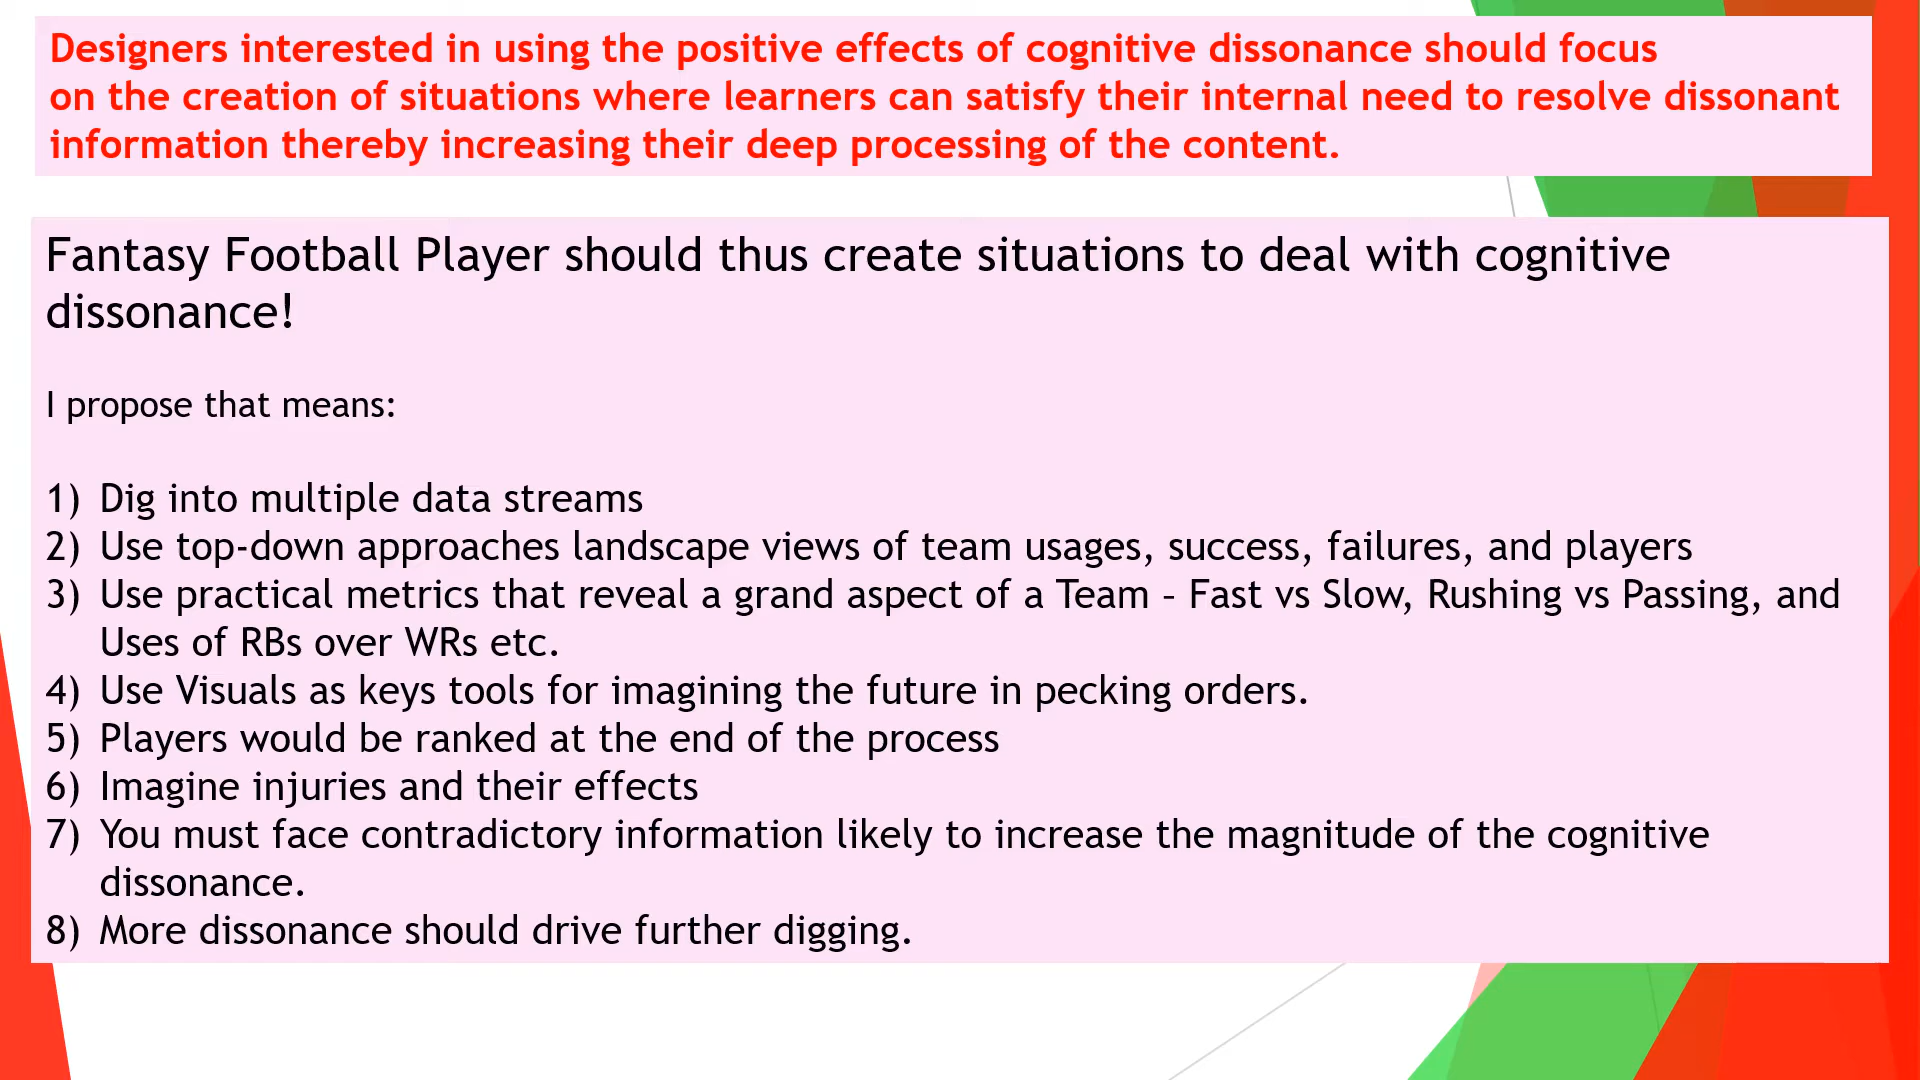 Designers interested in using the positive effects of cognitive dissonance should focus
on the creation of situations where learners can satisfy their internal need to resolve dissonant
information thereby increasing their deep processing of the content.
Fantasy Football Player should thus create situations to deal with cognitive
dissonance!
I propose that means:
1) Dig into multiple data streams
2) Use top-down approaches landscape views of team usages, success, failures, and players
3) Use practical metrics that reveal a grand aspect of a Team – Fast vs Slow, Rushing vs Passing, and
Uses of RBs over WRs etc.
4) Use Visuals as keys tools for imagining the future in pecking orders.
5) Players would be ranked at the end of the process
6) Imagine injuries and their effects
7) You must face contradictory information likely to increase the magnitude of the cognitive
dissonance.
8) More dissonance should drive further digging.